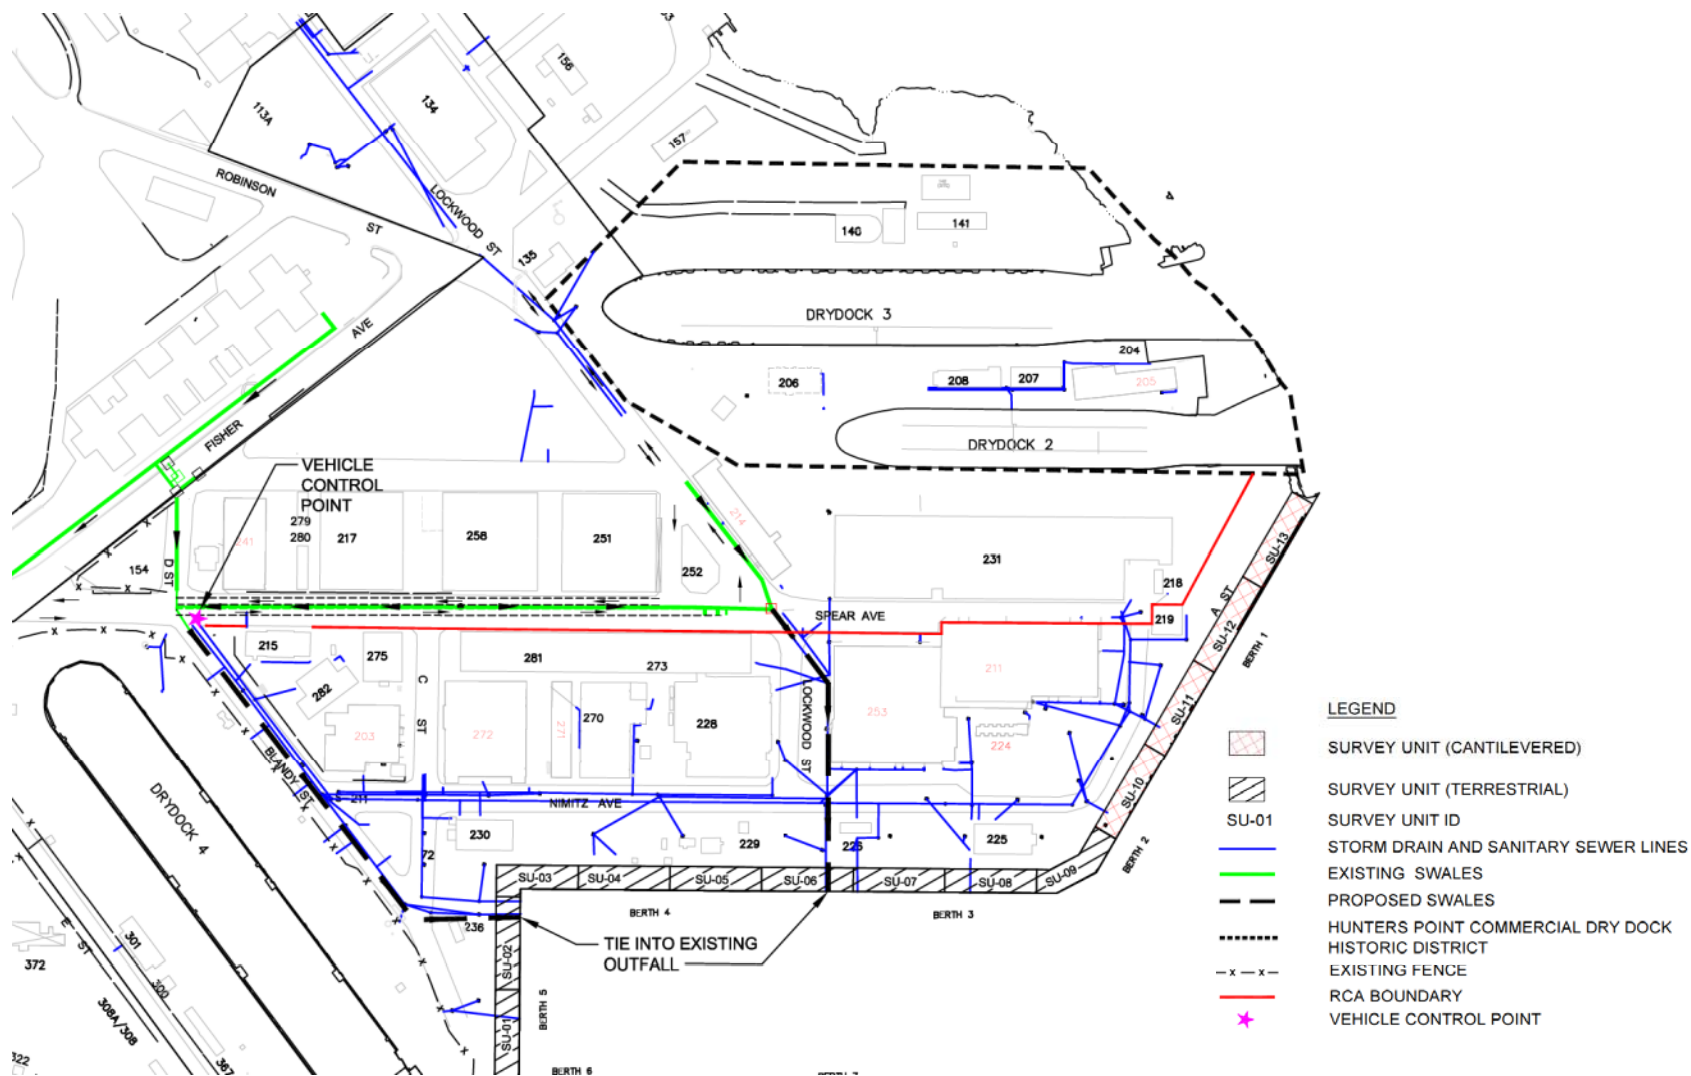 156
134
113A
157
ROBINSON
ST
LOCKWOOD ST
135
140
141
DRYDOCK 3
AVE
FISHER
204
206
208
207
205
DRYDOCK 2
VEHICLE
CONTROL
POINT
279
280
241
217
258
251
214
252
231
218
219
154
D ST
SPEAR AVE
A ST
SU-13
SU-12
SU-11
SU-10
BERTH 1
BERTH 2
215
275
281
273
282
C ST
203
272
271
270
228
LOCKWOOD ST
253
211
224
BLANDY ST
DRYDOCK 4
NIMITZ AVE
230
72
229
225
SU-03
SU-04
SU-05
SU-06
SU-07
SU-08
SU-09
BERTH 4
BERTH 3
236
TIE INTO EXISTING
OUTFALL
SU-02
SU-01
BERTH 5
BERTH 6
E ST
301
300
372
308A/308
367
322
LEGEND
SURVEY UNIT (CANTILEVERED)
SURVEY UNIT (TERRESTRIAL)
SU-01 SURVEY UNIT ID
STORM DRAIN AND SANITARY SEWER LINES
EXISTING SWALES
PROPOSED SWALES
HUNTERS POINT COMMERCIAL DRY DOCK
HISTORIC DISTRICT
-x-x- EXISTING FENCE
RCA BOUNDARY
VEHICLE CONTROL POINT